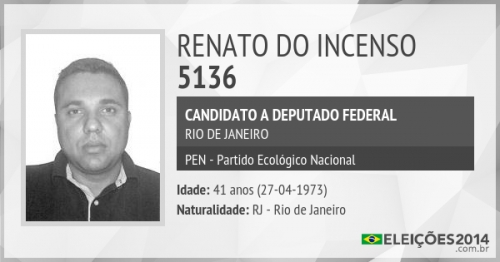 RENATO DO INCENSO
5136
CANDIDATO A DEPUTADO FEDERAL
RIO DE JANEIRO
PEN - Partido Ecológico Nacional
Idade: 41 anos (27-04-1973)
Naturalidade: RJ - Rio de Janeiro
ELEIÇÕES2014
.com.br